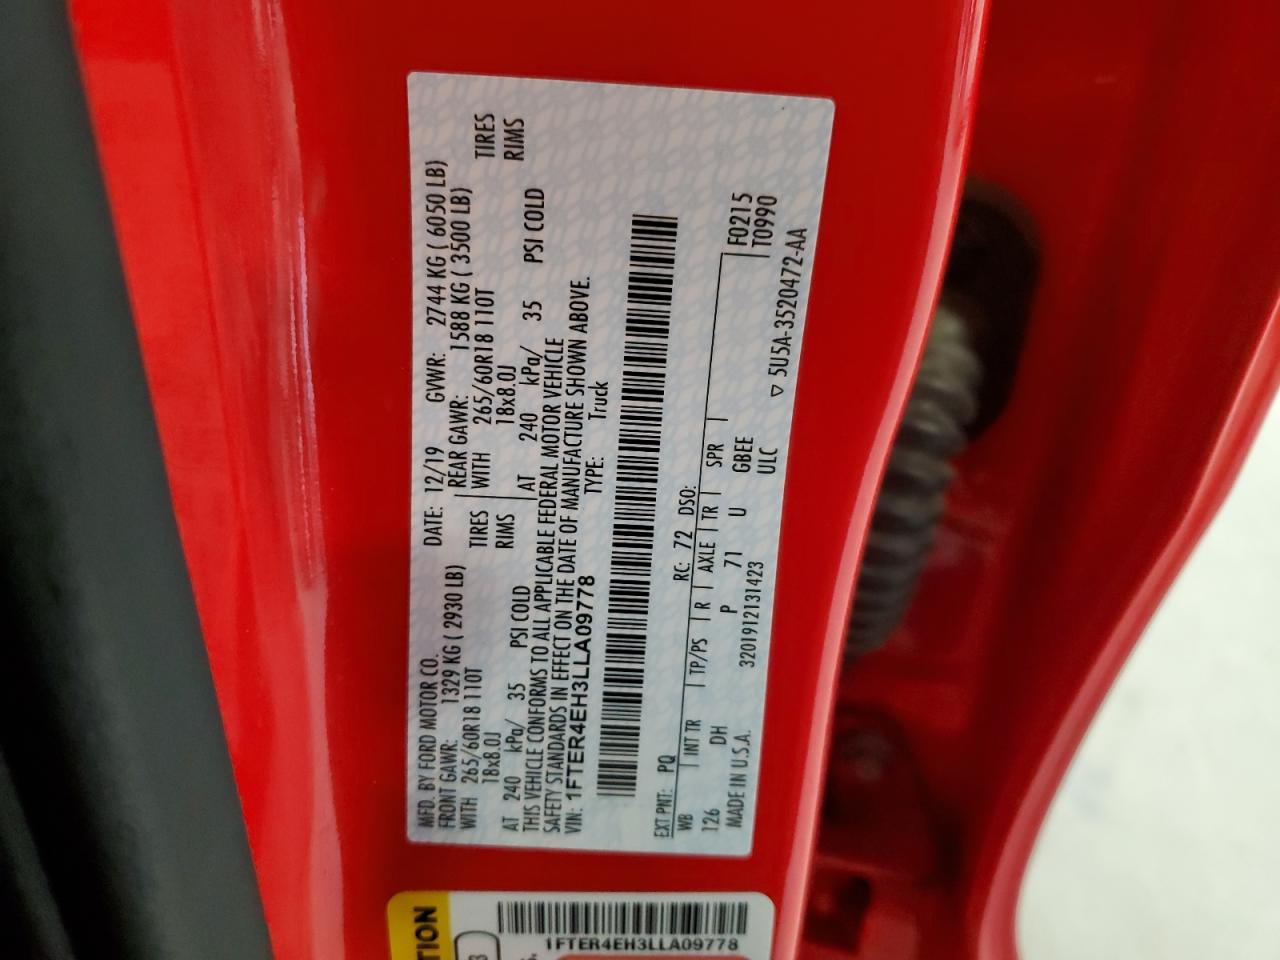 MFD. BY FORD MOTOR CO. DATE: 12/19 GVWR: 2744 KG ( 6050 LB)
FRONT GAWR: 1329 KG ( 2930 LB) REAR GAWR: 1588 KG ( 3500 LB)
WITH 265/60R18 110T TIRES WITH 265/60R18 110T TIRES
18x8.0J RIMS 18x8.0J RIMS
AT 240 kPa/ 35 PSI COLD AT 240 kPa/ 35 PSI COLD
THIS VEHICLE CONFORMS TO ALL APPLICABLE FEDERAL MOTOR VEHICLE
SAFETY STANDARDS IN EFFECT ON THE DATE OF MANUFACTURE SHOWN ABOVE.
VIN: 1FTER4EH3LLA09778 TYPE: Truck
EXT PNT: PQ RC: 72 DSO:
WB INT TR TP/PS R AXLE TR SPR F0215
126 DH P 71 U GBEE T0990
MADE IN U.S.A. 3201912131423 ULC
▽ 5U5A-3520472-AA
TION
1FTER4EH3LLA09778